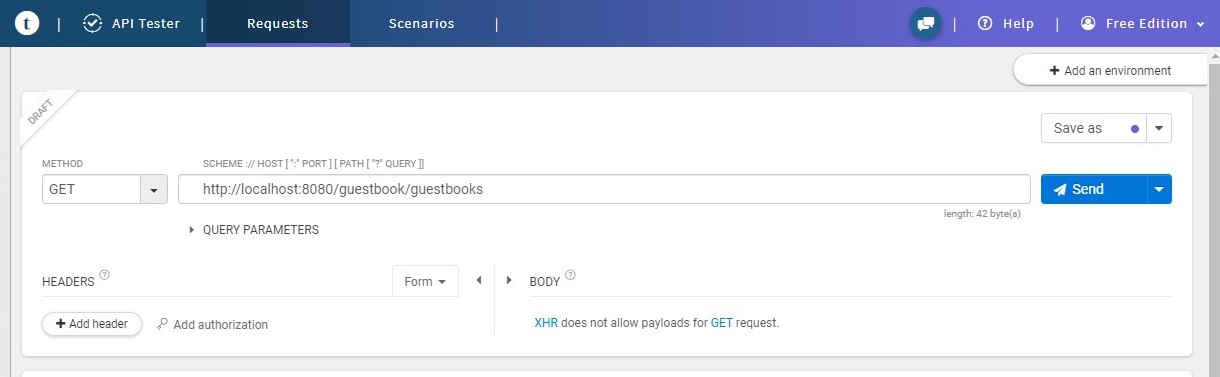 t | API Tester Requests Scenarios | | Help | Free Edition
+ Add an environment
DRAFT
Save as
METHOD SCHEME :// HOST [ ":" PORT ] [ PATH [ "?" QUERY ]]
GET http://localhost:8080/guestbook/guestbooks Send
length: 42 byte(s)
QUERY PARAMETERS
HEADERS ? Form BODY ?
+ Add header Add authorization XHR does not allow payloads for GET request.